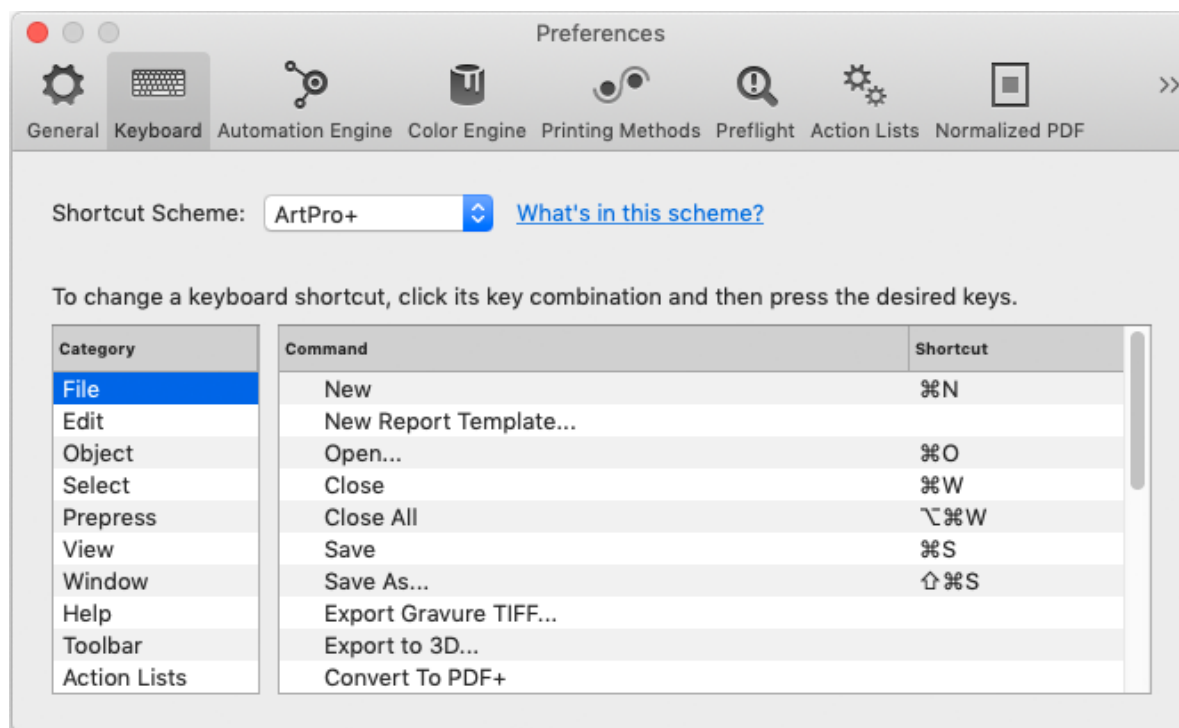 Preferences
General Keyboard Automation Engine Color Engine Printing Methods Preflight Action Lists Normalized PDF
Shortcut Scheme: ArtPro+ What's in this scheme?
To change a keyboard shortcut, click its key combination and then press the desired keys.
Category Command Shortcut
File New ⌘N
Edit New Report Template...
Object Open... ⌘O
Select Close ⌘W
Prepress Close All ⌥⌘W
View Save ⌘S
Window Save As... ⇧⌘S
Help Export Gravure TIFF...
Toolbar Export to 3D...
Action Lists Convert To PDF+